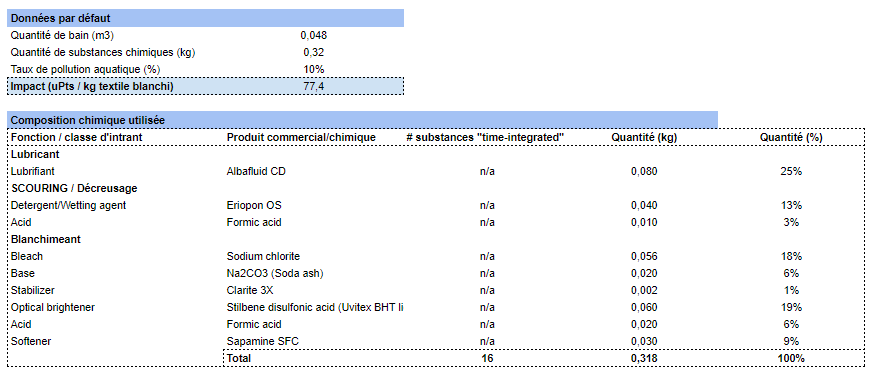 Données par défaut
Quantité de bain (m3) 0,048
Quantité de substances chimiques (kg) 0,32
Taux de pollution aquatique (%) 10%
Impact (uPts / kg textile blanchi) 77,4
Composition chimique utilisée
Fonction / classe d'intrant Produit commercial/chimique # substances "time-integrated" Quantité (kg) Quantité (%)
Lubricant
Lubrifiant Albafluid CD n/a 0,080 25%
SCOURING / Décreusage
Detergent/Wetting agent Eriopon OS n/a 0,040 13%
Acid Formic acid n/a 0,010 3%
Blanchimeant
Bleach Sodium chlorite n/a 0,056 18%
Base Na2CO3 (Soda ash) n/a 0,020 6%
Stabilizer Clarite 3X n/a 0,002 1%
Optical brightener Stilbene disulfonic acid (Uvitex BHT li n/a 0,060 19%
Acid Formic acid n/a 0,020 6%
Softener Sapamine SFC n/a 0,030 9%
Total 16 0,318 100%